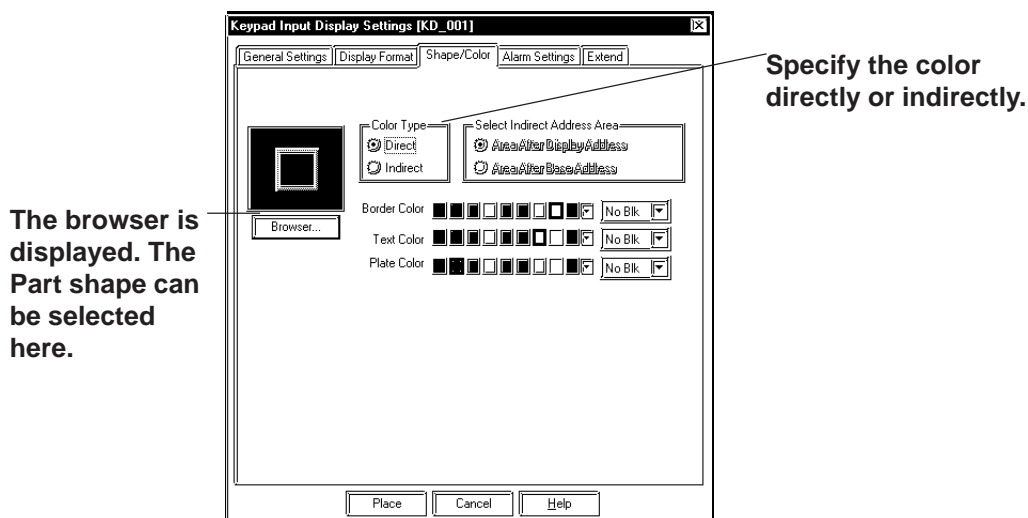 Keypad Input Display Settings [KD_001]
General Settings Display Format Shape/Color Alarm Settings Extend
Specify the color
directly or indirectly.
Color Type
Direct
Indirect
Select Indirect Address Area
Area After Display Address
Area After Base Address
The browser is
displayed. The
Part shape can
be selected
here.
Browser...
Border Color No Blk
Text Color No Blk
Plate Color No Blk
Place Cancel Help